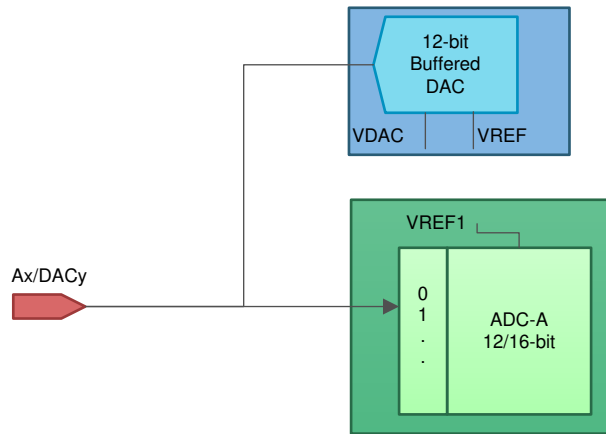 12-bit
Buffered
DAC
VDAC
VREF
VREF1
Ax/DACy
0
1
.
.
ADC-A
12/16-bit